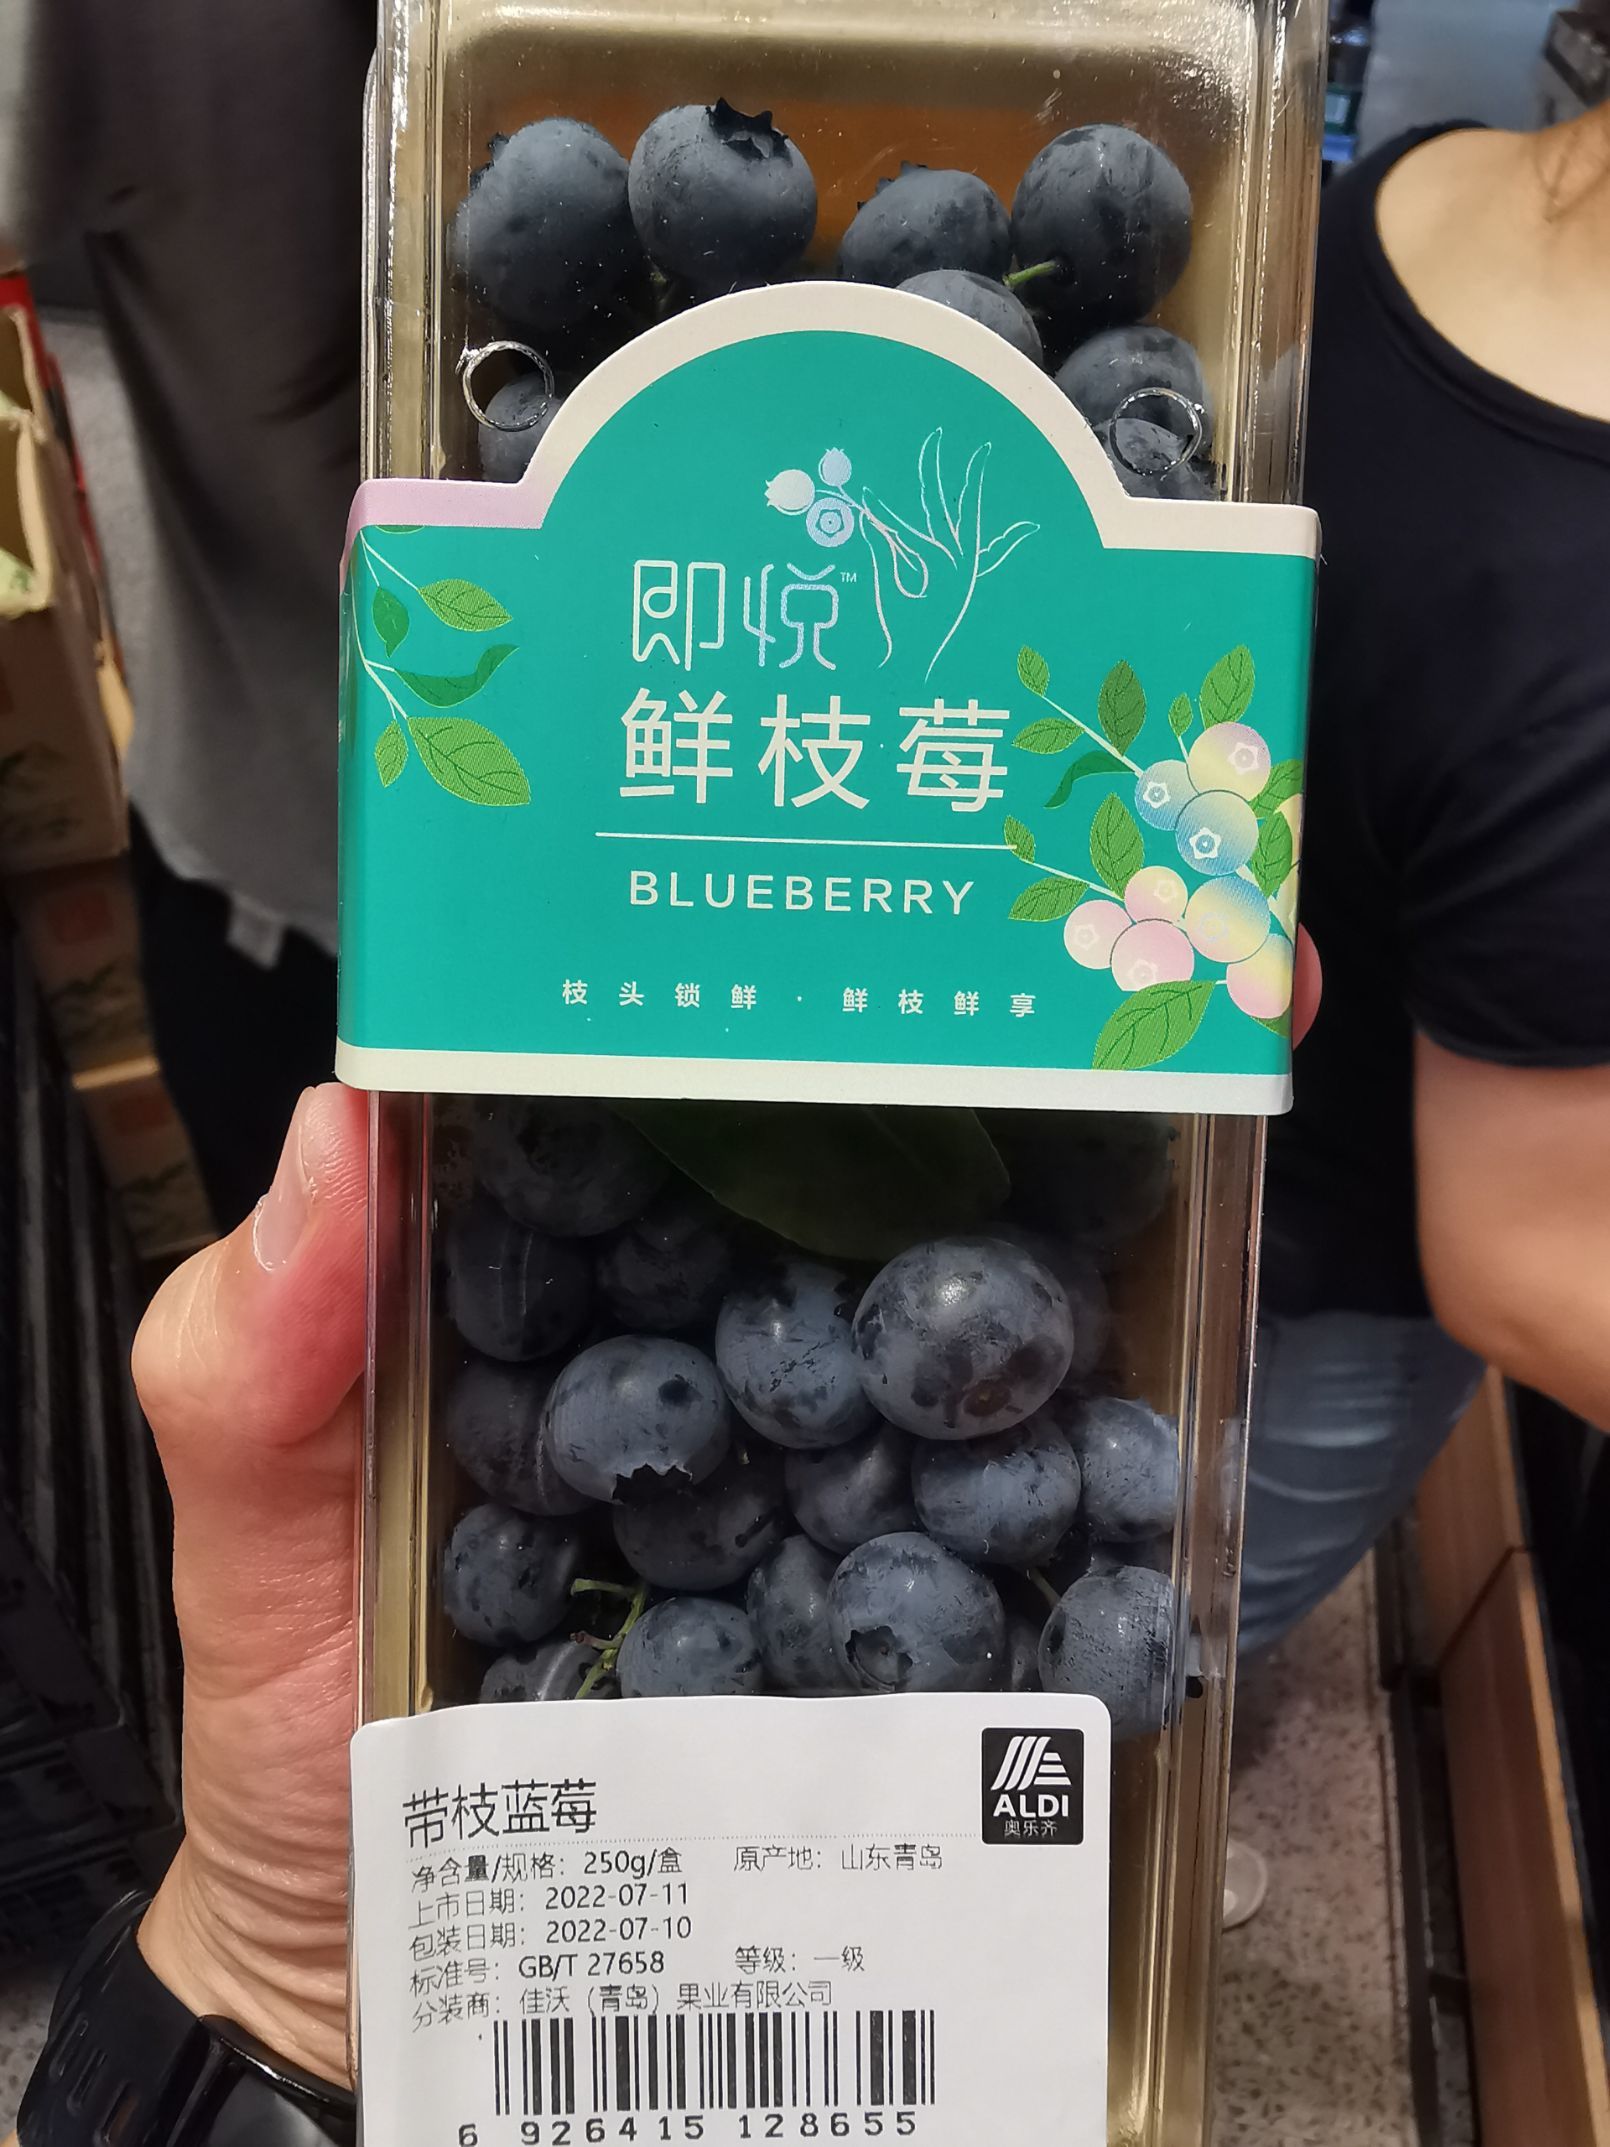 即悦™
鲜枝莓
BLUEBERRY
枝头锁鲜·鲜枝鲜享
ALDI
奥乐齐
带枝蓝莓
净含量/规格：250g/盒 原产地：山东青岛
上市日期：2022-07-11
包装日期：2022-07-10
标准号：GB/T 27658 等级：一级
分装商：佳沃（青岛）果业有限公司
6 926415 128655